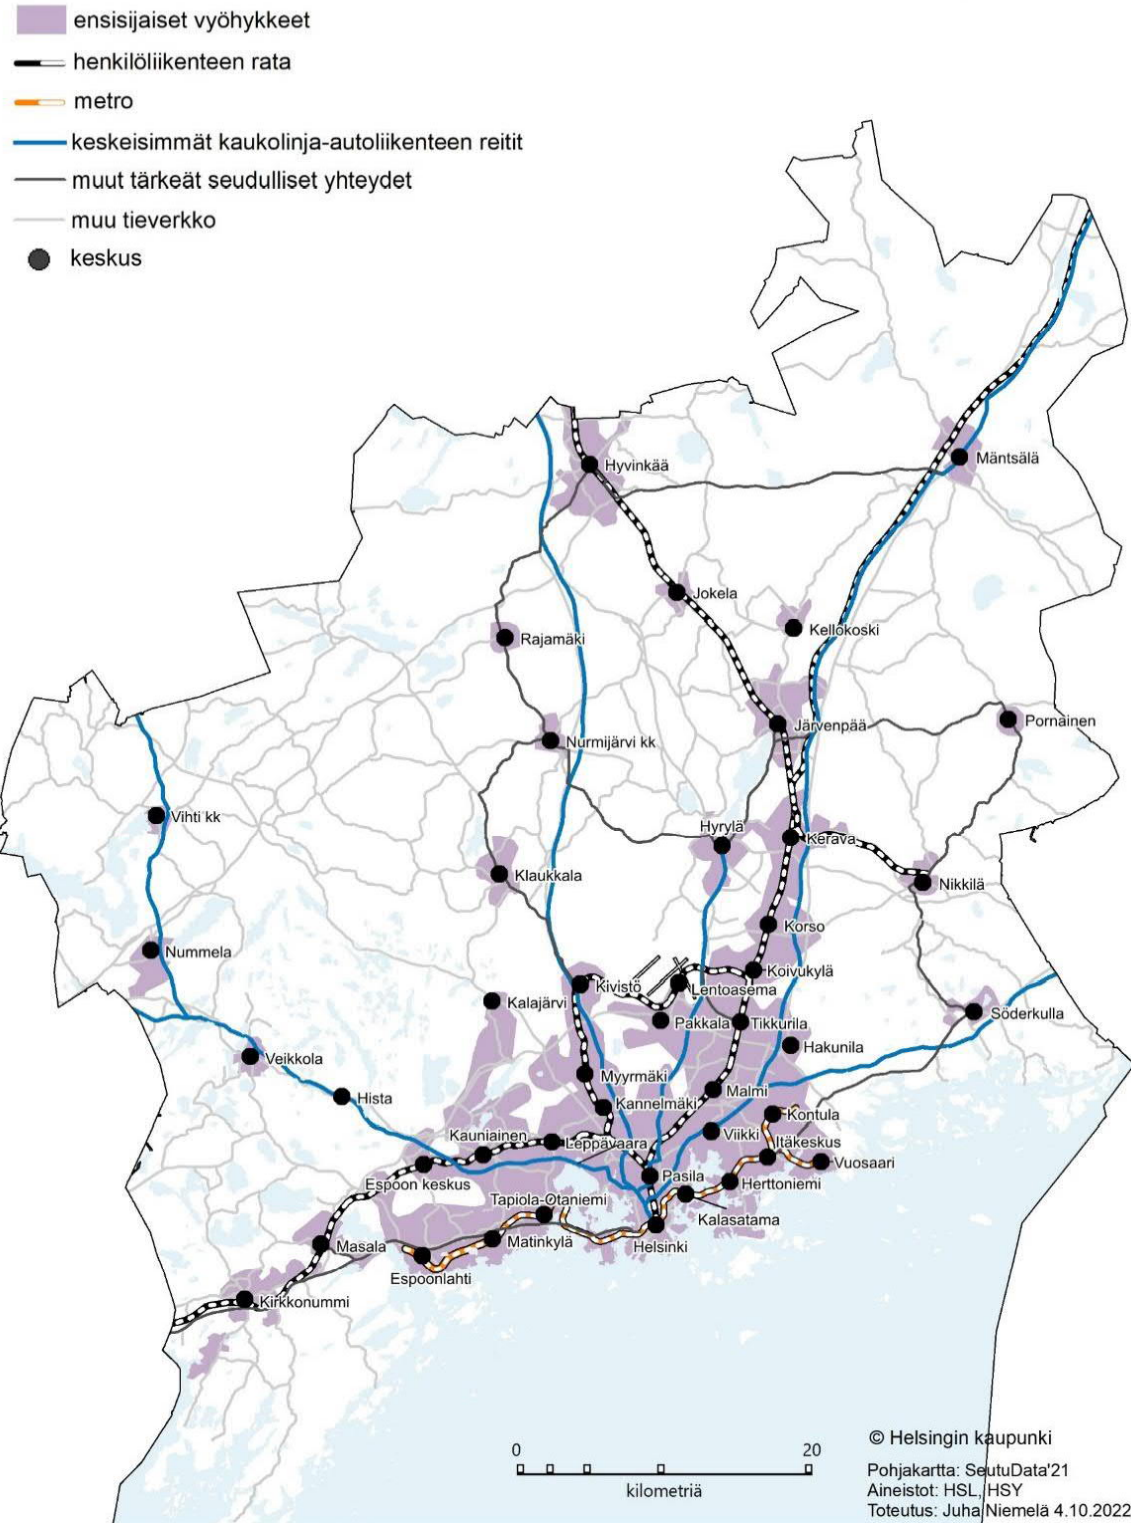 ensisijaiset vyöhykkeet
henkilöliikenteen rata
metro
keskeisimmät kaukolinja-autoliikenteen reitit
muut tärkeät seudulliset yhteydet
muu tieverkko
keskus
Mäntsälä
Hyvinkää
Jokela
Kellokoski
Rajamäki
Pornainen
Järvenpää
Nurmijärvi kk
Vihti kk
Hyrylä
Kerava
Klaukkala
Nikkilä
Korso
Nummela
Koivukylä
Kivistö
Lentoasema
Kalajärvi
Söderkulla
Pakkala
Tikkurila
Hakunila
Veikkola
Myyrmäki
Hista
Malmi
Kannelmäki
Kontula
Kauniainen
Leppävaara
Viikki
Itäkeskus
Vuosaari
Espoon keskus
Pasila
Herttoniemi
Tapiola-Otaniemi
Kalasatama
Masala
Matinkylä
Helsinki
Espoonlahti
Kirkkonummi
0
20
kilometriä
© Helsingin kaupunki
Pohjakartta: SeutuData'21
Aineistot: HSL, HSY
Toteutus: Juha Niemelä 4.10.2022